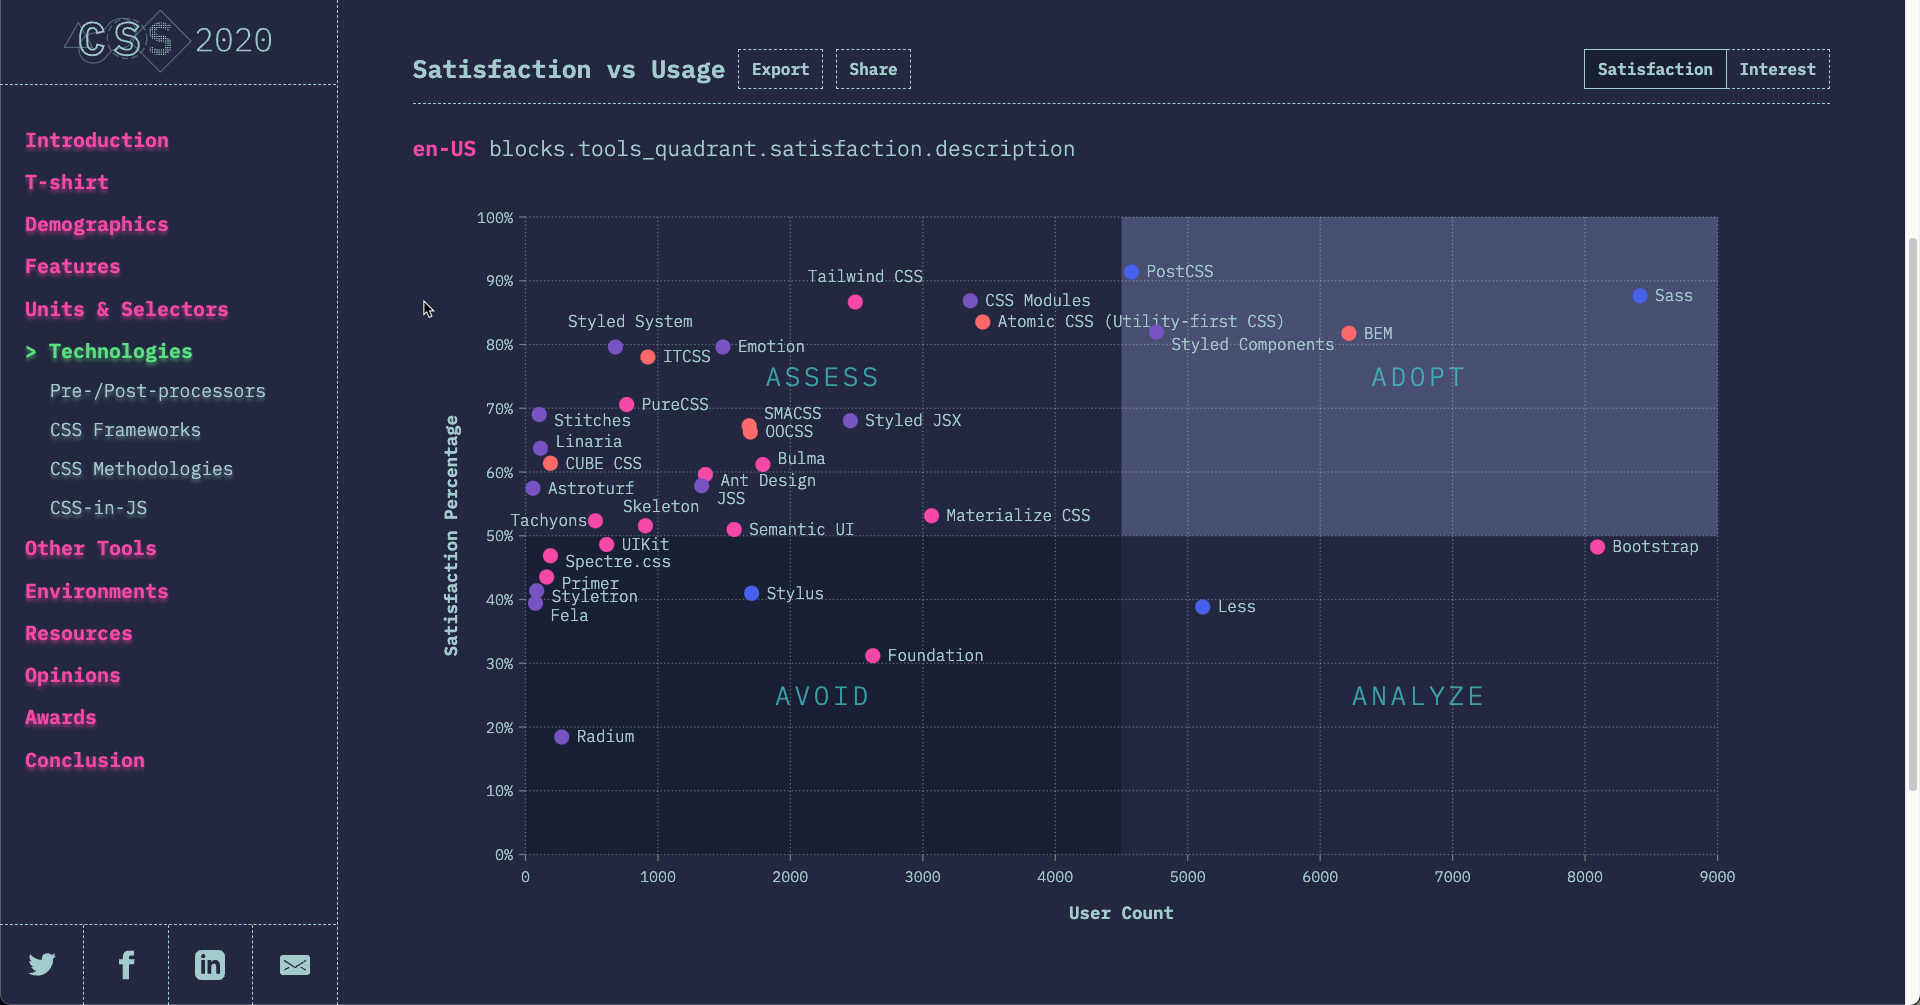 CSS 2020
Introduction
T-shirt
Demographics
Features
Units & Selectors
> Technologies
Pre-/Post-processors
CSS Frameworks
CSS Methodologies
CSS-in-JS
Other Tools
Environments
Resources
Opinions
Awards
Conclusion
Satisfaction vs Usage
Export
Share
Satisfaction
Interest
en-US blocks.tools_quadrant.satisfaction.description
Satisfaction Percentage
100%
90%
80%
70%
60%
50%
40%
30%
20%
10%
0%
PostCSS
Tailwind CSS
Sass
CSS Modules
Styled System
Atomic CSS (Utility-first CSS)
BEM
Styled Components
Emotion
ITCSS
ASSESS
ADOPT
PureCSS
SMACSS
Stitches
Styled JSX
OOCSS
Linaria
Bulma
CUBE CSS
Ant Design
Astroturf
JSS
Skeleton
Materialize CSS
Tachyons
Semantic UI
UIKit
Bootstrap
Spectre.css
Primer
Stylus
Styletron
Less
Fela
Foundation
AVOID
ANALYZE
Radium
0
1000
2000
3000
4000
5000
6000
7000
8000
9000
User Count